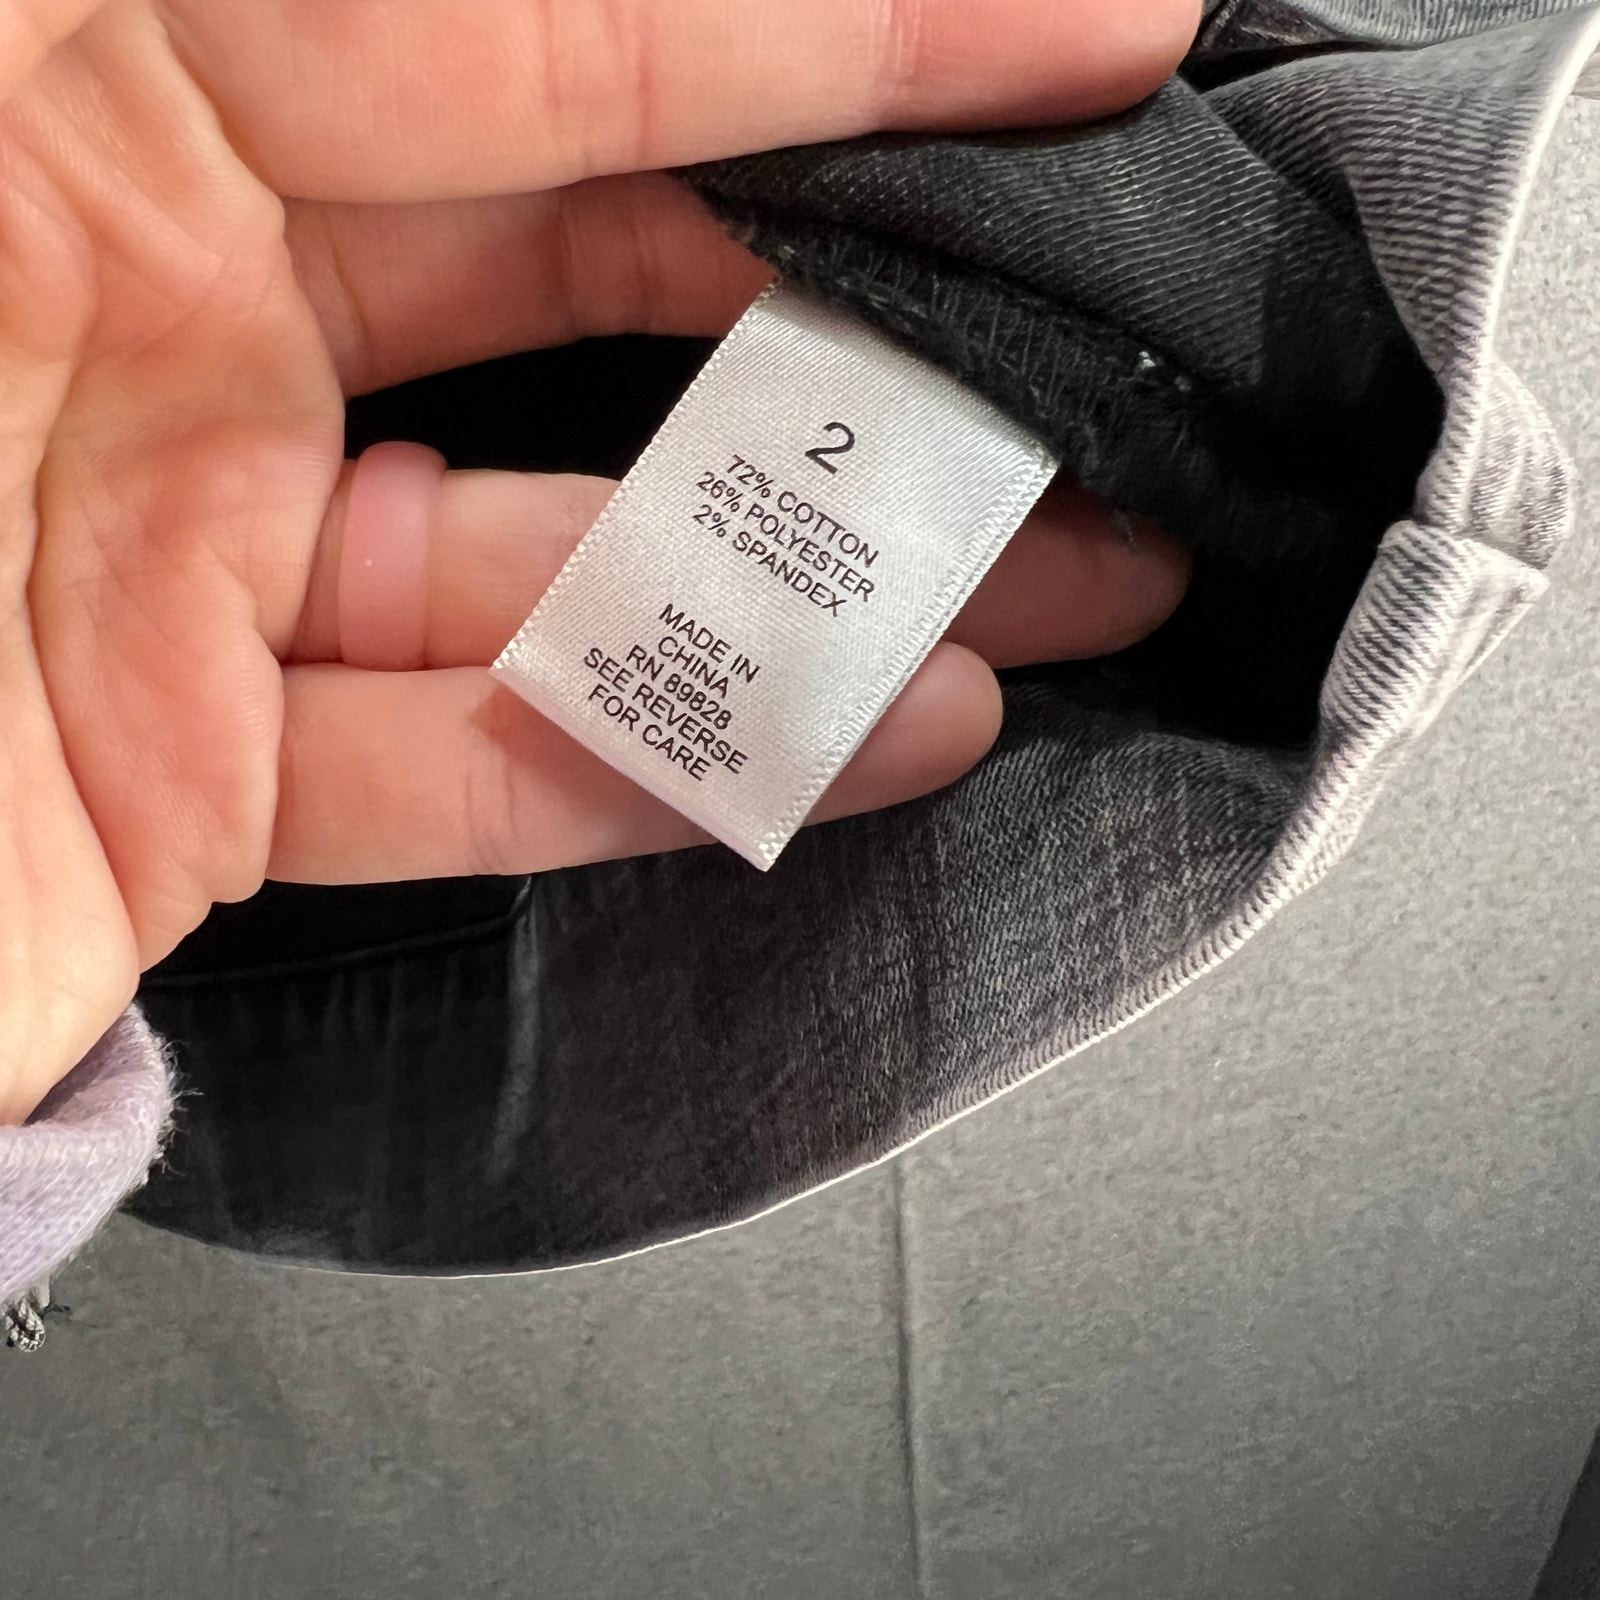 2
72% COTTON
26% POLYESTER
2% SPANDEX
MADE IN
CHINA
RN 89828
SEE REVERSE
FOR CARE